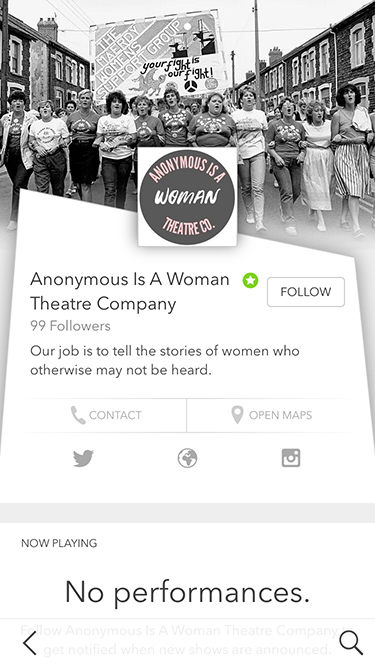 THE
MAERDY
WOMENS
SUPPORT GROUP
your fight is
our fight!
ANONYMOUS IS A
WOMAN
THEATRE CO.
Anonymous Is A Woman
Theatre Company
FOLLOW
99 Followers
Our job is to tell the stories of women who
otherwise may not be heard.
CONTACT
OPEN MAPS
NOW PLAYING
No performances.
Follow Anonymous Is A Woman Theatre Company to
get notified when new shows are announced.